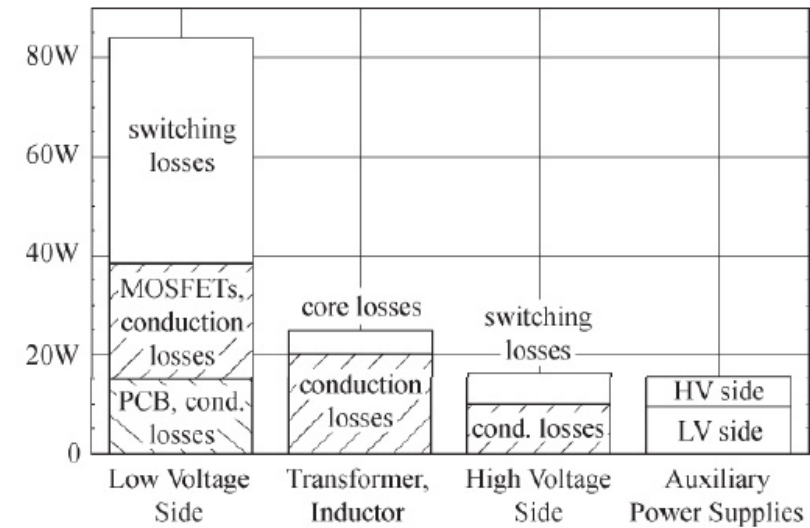 80W
60W
40W
20W
0
switching
losses
MOSFETs,
conduction
losses
PCB, cond.
losses
core losses
conduction
losses
switching
losses
cond. losses
HV side
LV side
Low Voltage
Side
Transformer,
Inductor
High Voltage
Side
Auxiliary
Power Supplies